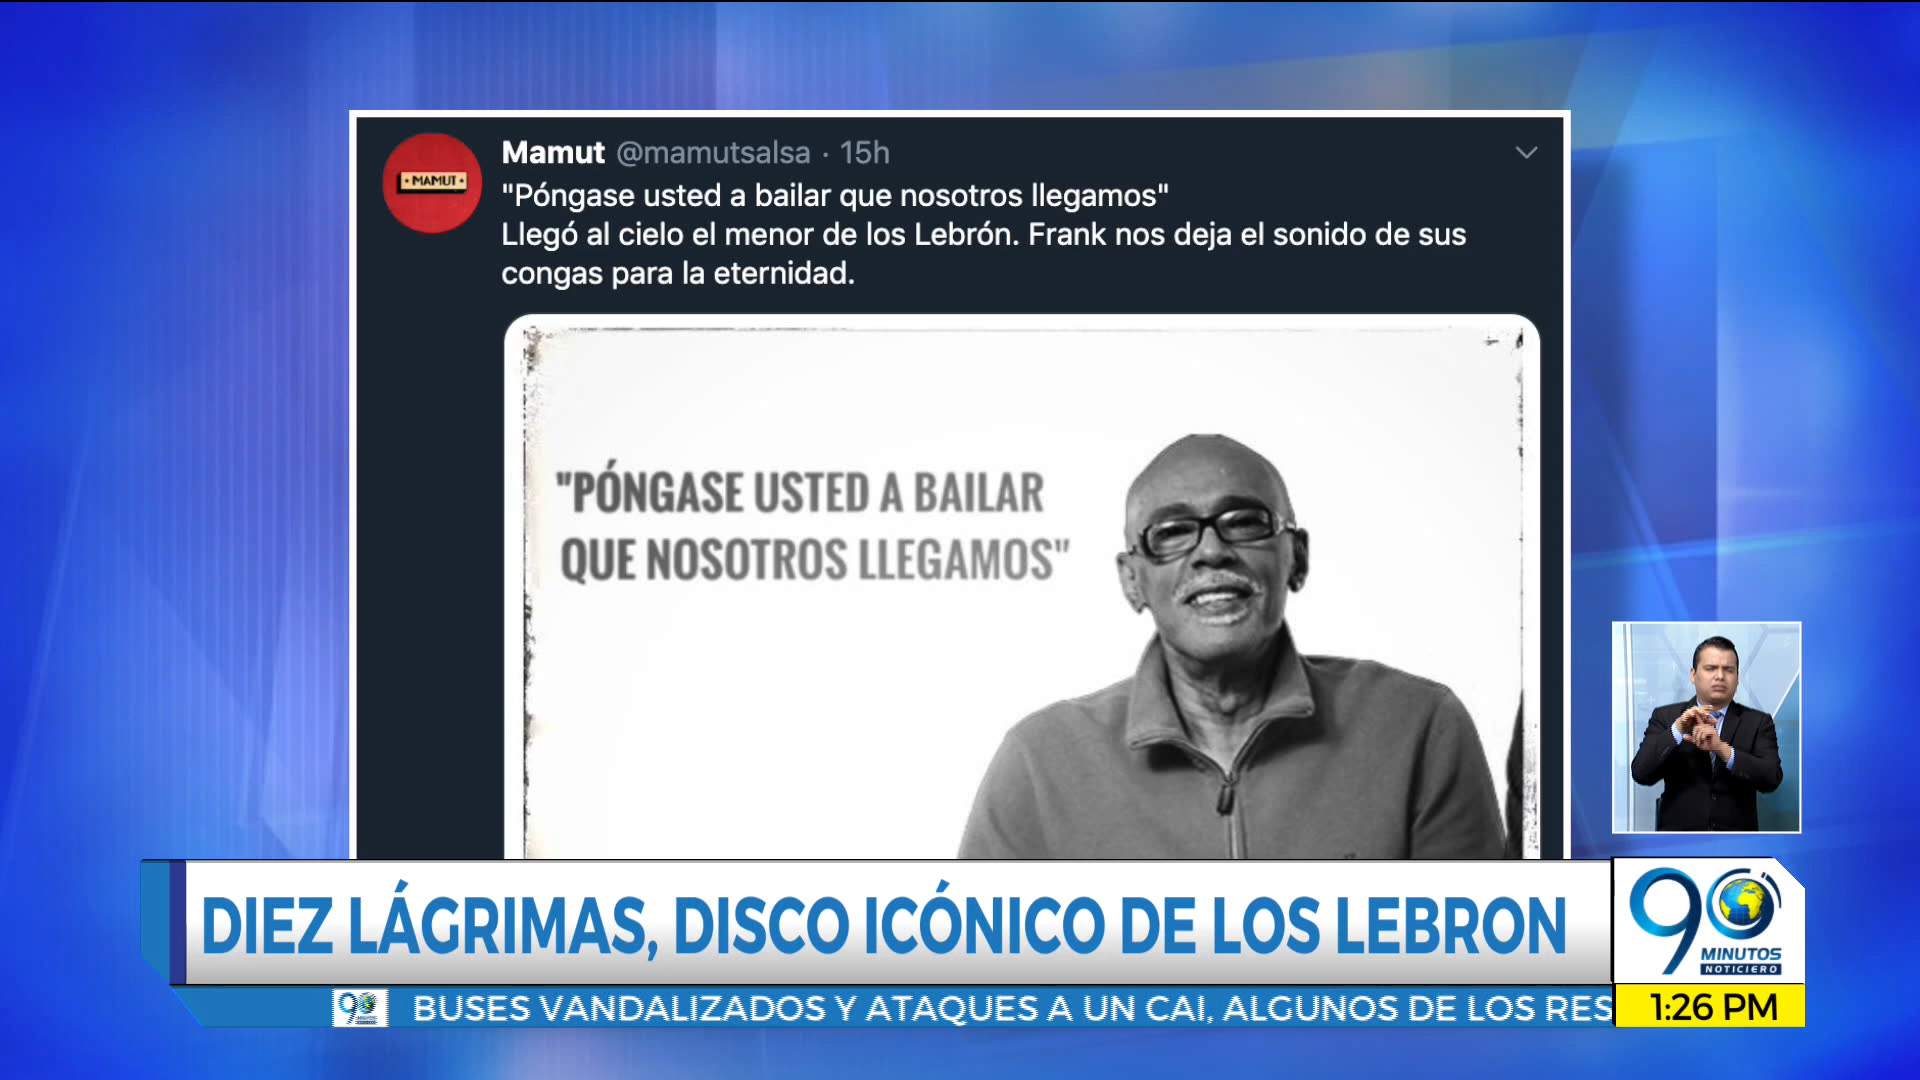 Mamut @mamutsalsa · 15h
"Póngase usted a bailar que nosotros llegamos"
Llegó al cielo el menor de los Lebrón. Frank nos deja el sonido de sus
congas para la eternidad.
• MAMUT •
"PÓNGASE USTED A BAILAR
QUE NOSOTROS LLEGAMOS"
DIEZ LÁGRIMAS, DISCO ICÓNICO DE LOS LEBRON
90
MINUTOS
NOTICIERO
BUSES VANDALIZADOS Y ATAQUES A UN CAI, ALGUNOS DE LOS RES
1:26 PM